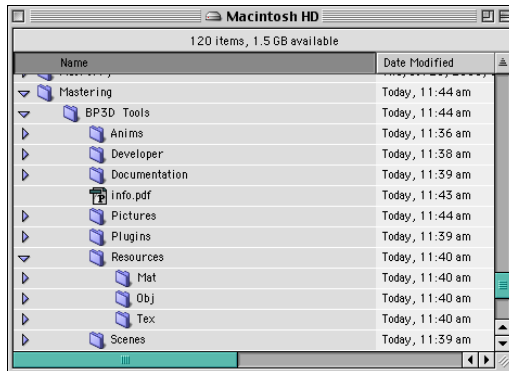 Macintosh HD
120 items, 1.5 GB available
Name Date Modified
Mastering Today, 11:44 am
BP3D Tools Today, 11:44 am
Anims Today, 11:36 am
Developer Today, 11:38 am
Documentation Today, 11:39 am
info.pdf Today, 11:43 am
Pictures Today, 11:44 am
Plugins Today, 11:39 am
Resources Today, 11:40 am
Mat Today, 11:40 am
Obj Today, 11:40 am
Tex Today, 11:40 am
Scenes Today, 11:39 am